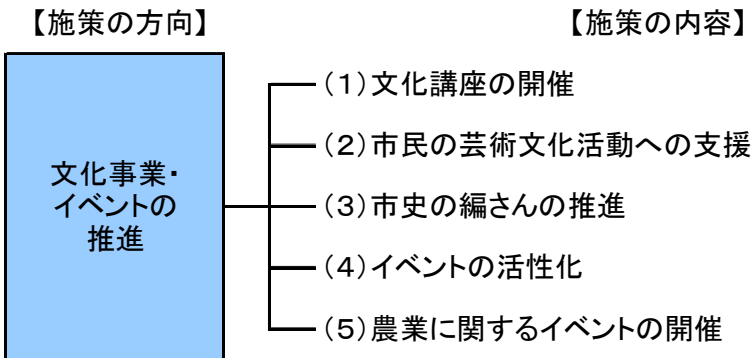 【施策の方向】
【施策の内容】
文化事業・
イベントの
推進
（１）文化講座の開催
（２）市民の芸術文化活動への支援
（３）市史の編さんの推進
（４）イベントの活性化
（５）農業に関するイベントの開催